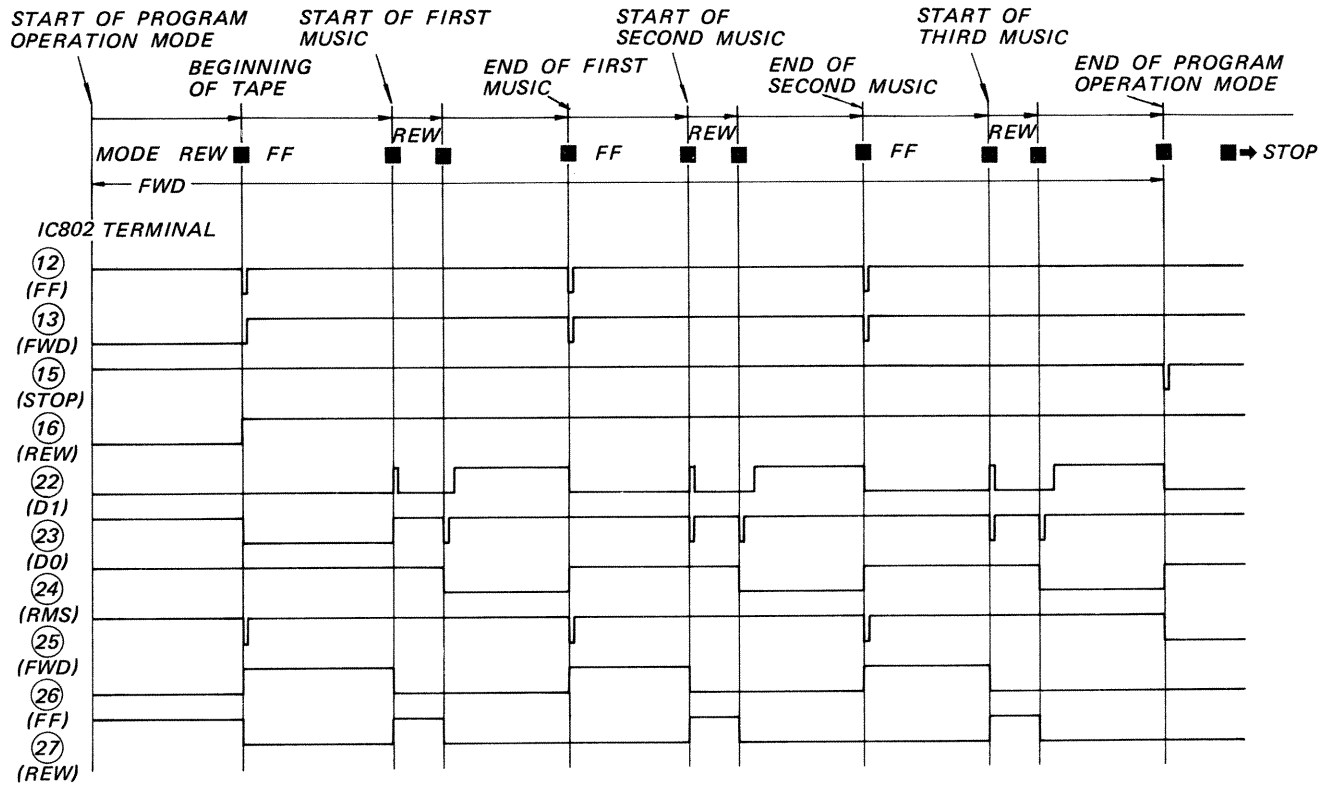 START OF PROGRAM
OPERATION MODE
START OF FIRST
MUSIC
START OF
SECOND MUSIC
START OF
THIRD MUSIC
BEGINNING
OF TAPE
END OF FIRST
MUSIC
END OF
SECOND MUSIC
END OF PROGRAM
OPERATION MODE
REW
REW
REW
MODE REW FF
FF
FF
STOP
FWD
IC802 TERMINAL
12
(FF)
13
(FWD)
15
(STOP)
16
(REW)
22
(D1)
23
(D0)
24
(RMS)
25
(FWD)
26
(FF)
27
(REW)